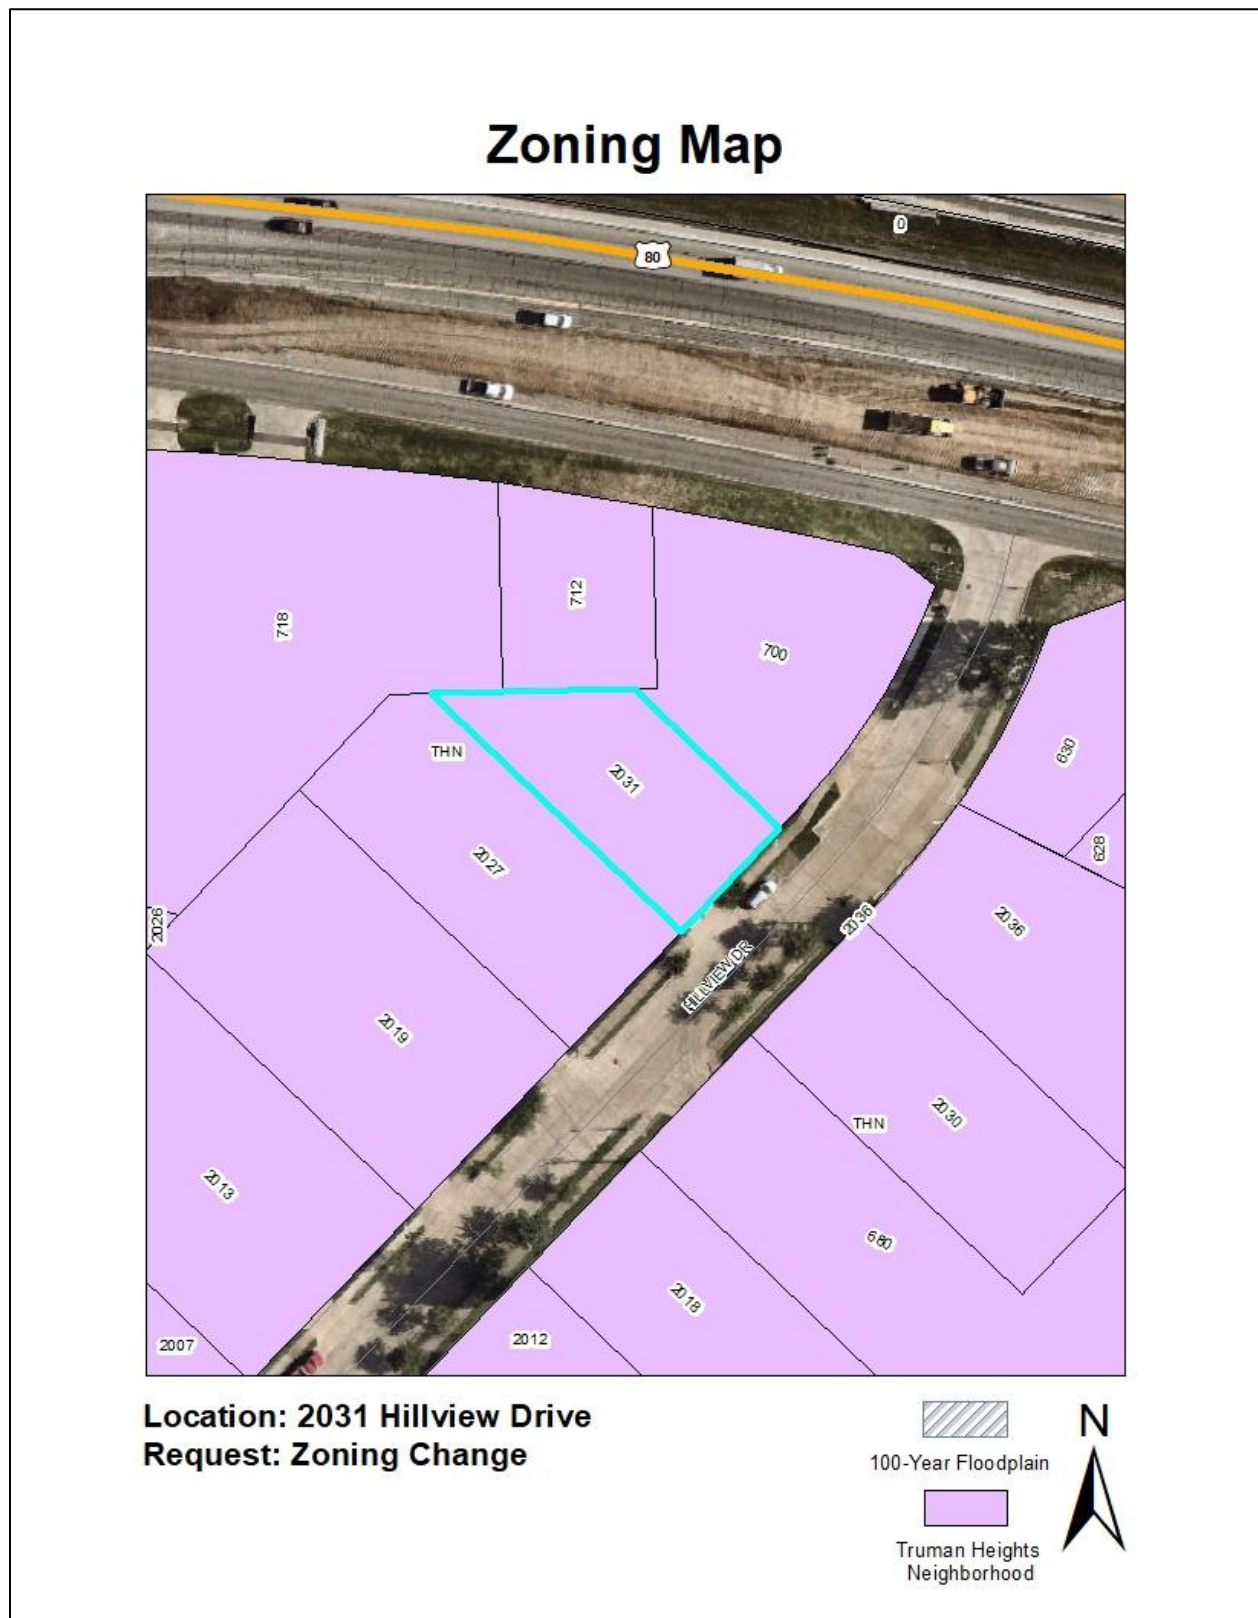 Zoning Map
0
80
712
718
700
630
THN
2031
628
2027
2036
2036
2026
HILLVIEW DR
2019
2030
THN
2013
680
2018
2012
2007
Location: 2031 Hillview Drive
Request: Zoning Change
N
100-Year Floodplain
Truman Heights
Neighborhood